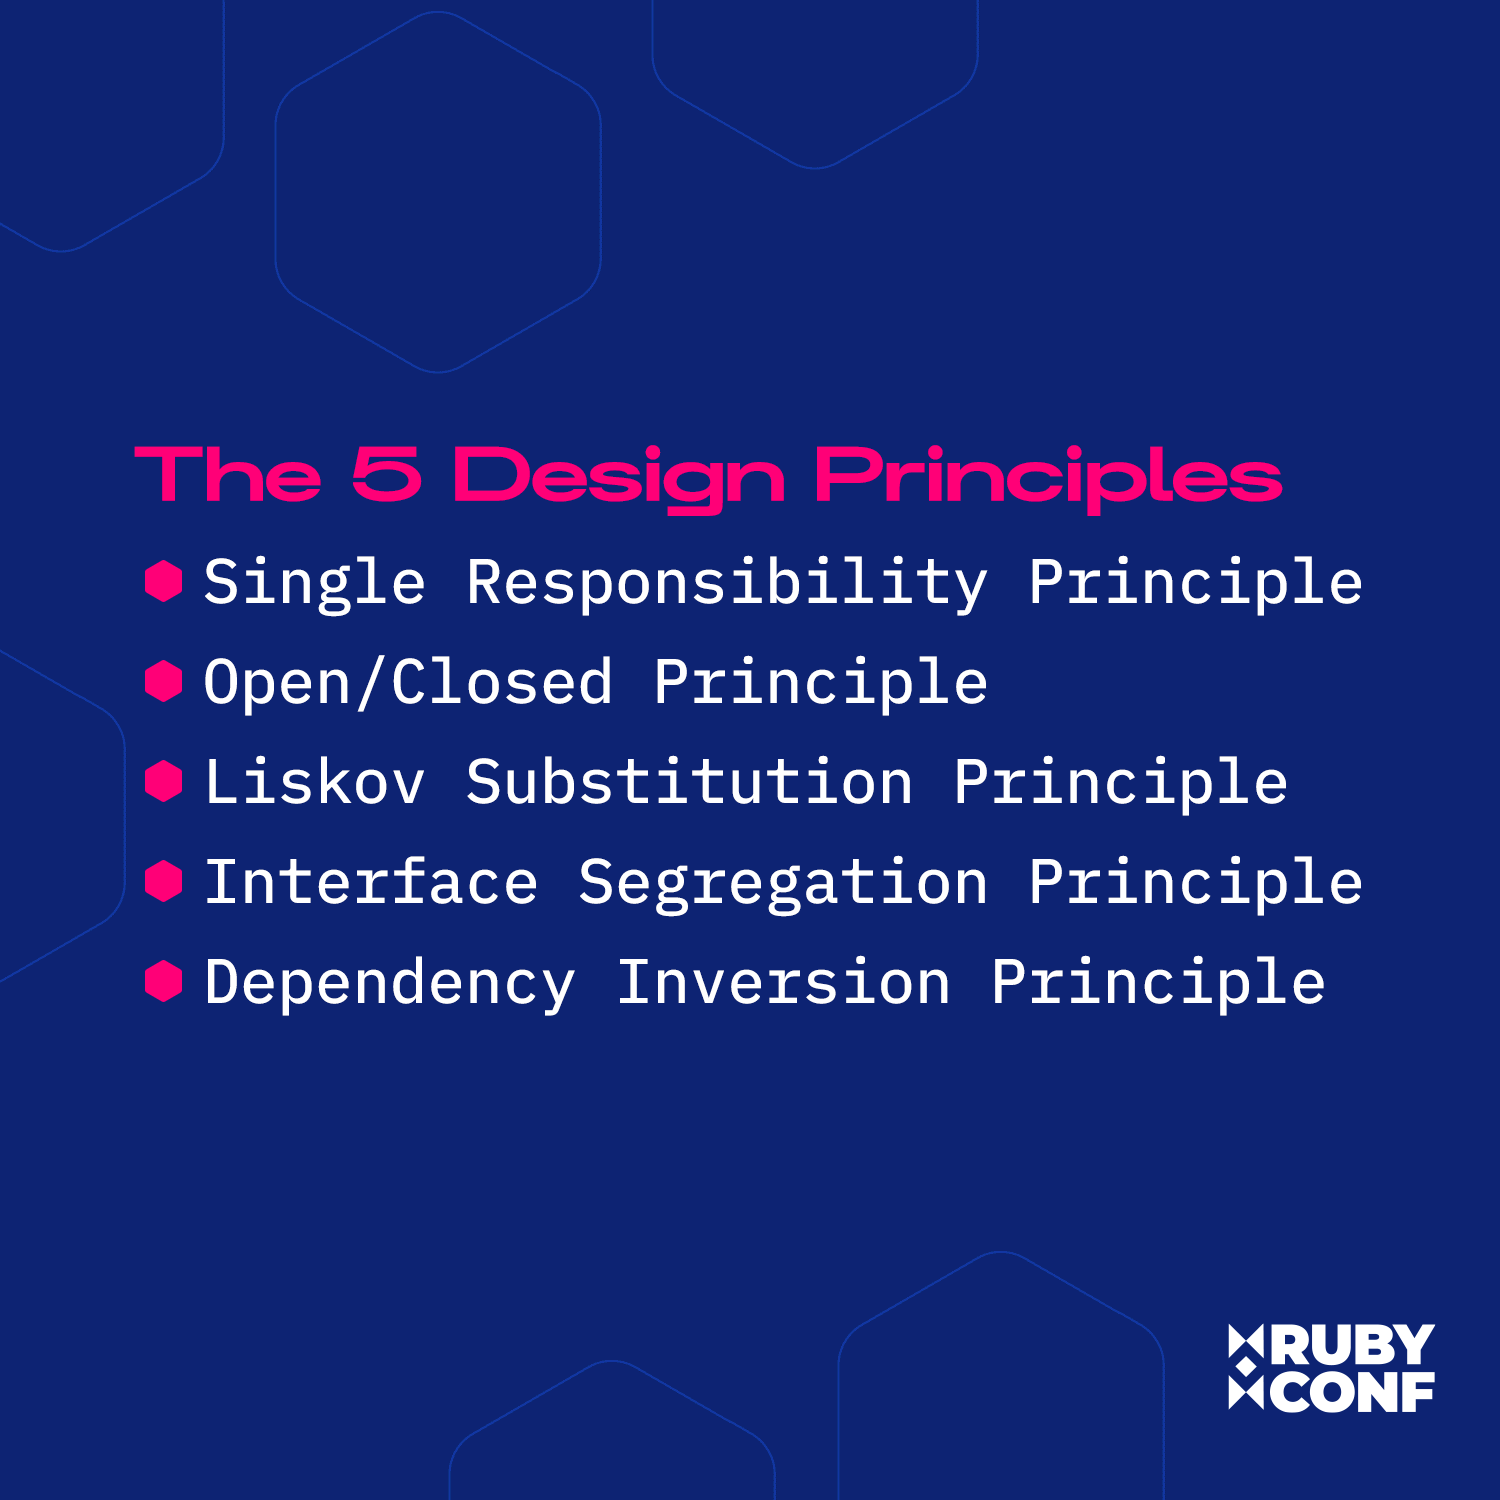 The 5 Design Principles
Single Responsibility Principle
Open/Closed Principle
Liskov Substitution Principle
Interface Segregation Principle
Dependency Inversion Principle
RUBY
CONF